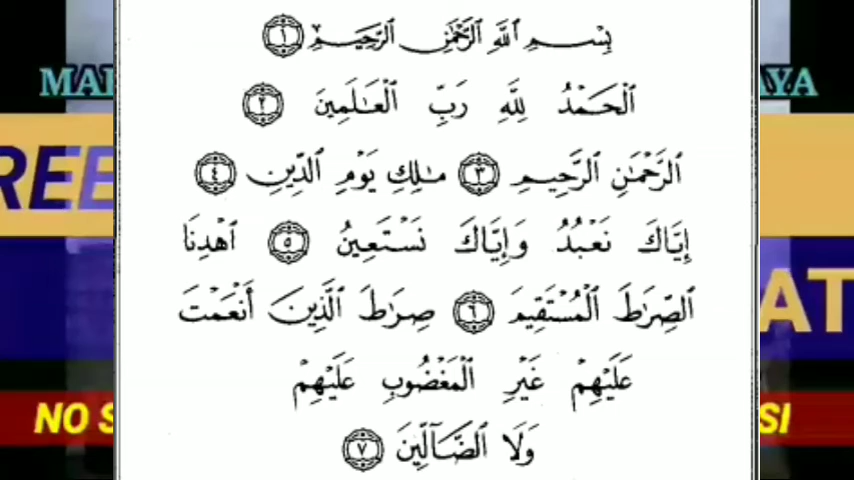 بِسْمِ ٱللَّهِ ٱلرَّحْمَٰنِ ٱلرَّحِيمِ ١
ٱلْحَمْدُ لِلَّهِ رَبِّ ٱلْعَٰلَمِينَ ٢
ٱلرَّحْمَٰنِ ٱلرَّحِيمِ ٣ مَٰلِكِ يَوْمِ ٱلدِّينِ ٤
إِيَّاكَ نَعْبُدُ وَإِيَّاكَ نَسْتَعِينُ ٥ ٱهْدِنَا
ٱلصِّرَٰطَ ٱلْمُسْتَقِيمَ ٦ صِرَٰطَ ٱلَّذِينَ أَنْعَمْتَ
عَلَيْهِمْ غَيْرِ ٱلْمَغْضُوبِ عَلَيْهِمْ
وَلَا ٱلضَّآلِّينَ ٧
AYA
REE
AT
NO S
SI